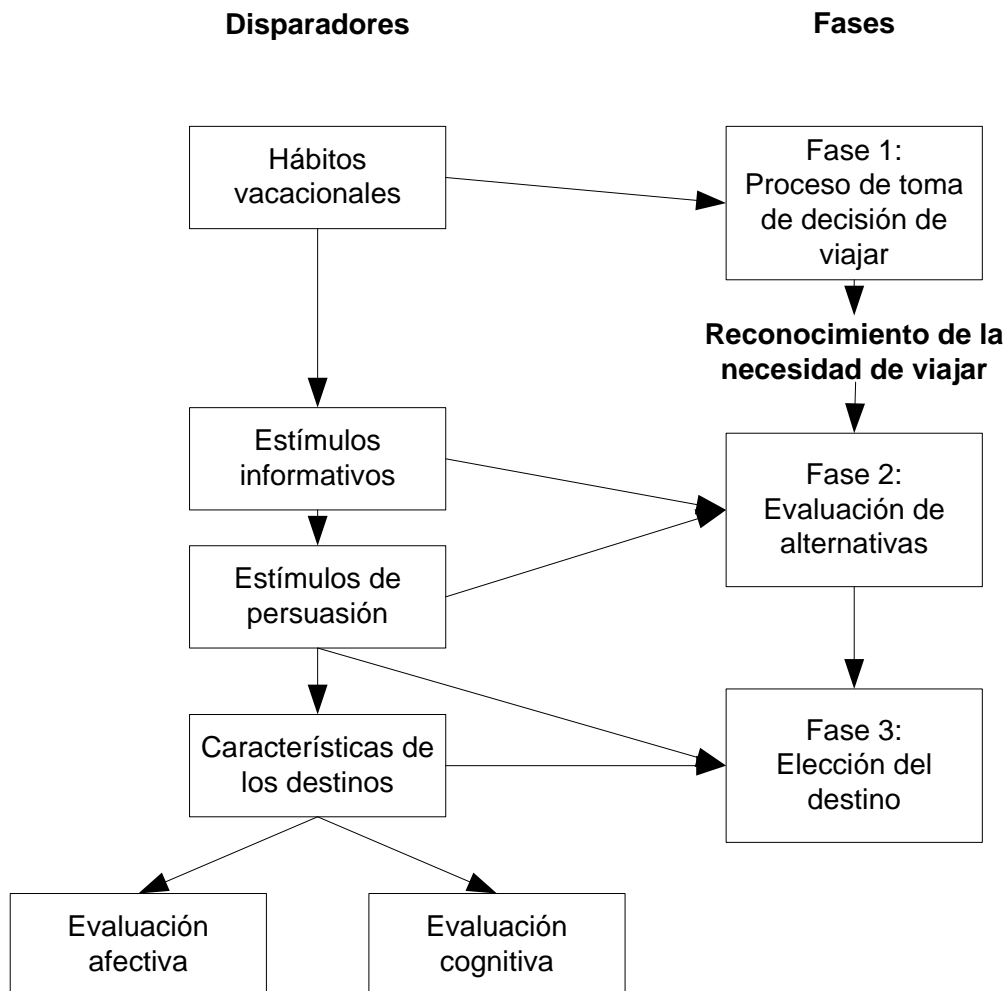 Disparadores
Fases
Hábitos
vacacionales
Fase 1:
Proceso de toma
de decisión de
viajar
Reconocimiento de la
necesidad de viajar
Estímulos
informativos
Fase 2:
Evaluación de
alternativas
Estímulos de
persuasión
Características de
los destinos
Fase 3:
Elección del
destino
Evaluación
afectiva
Evaluación
cognitiva